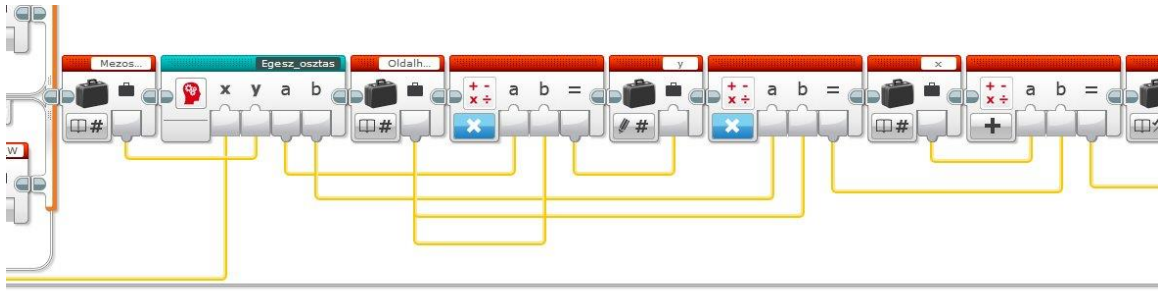 Mezos... Egesz_osztas Oldalh... y x
x y a b a b = a b = a b =
# # # # #
W